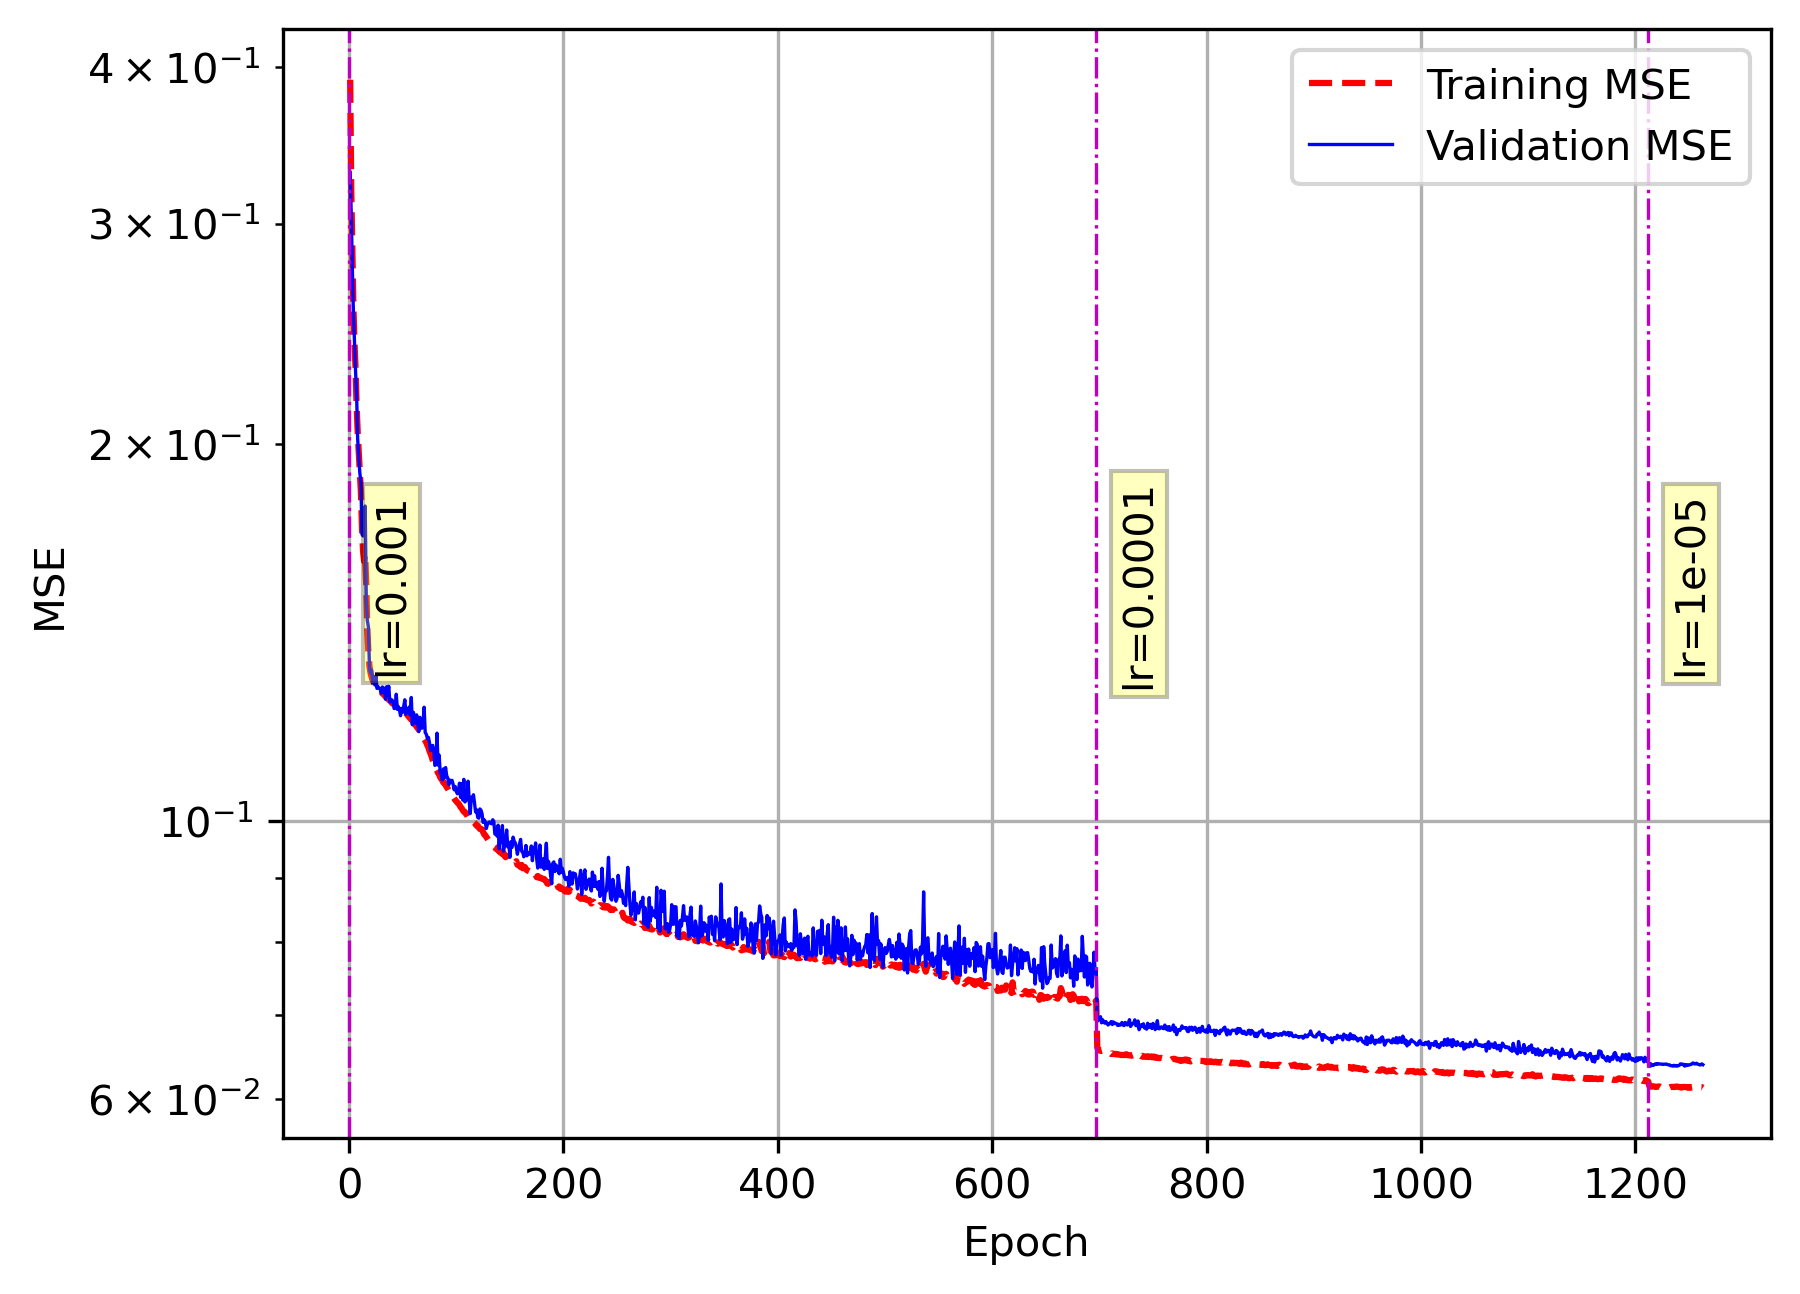 4×10⁻¹
3×10⁻¹
2×10⁻¹
10⁻¹
6×10⁻²
MSE
Training MSE
Validation MSE
lr=0.001
lr=0.0001
lr=1e-05
0 200 400 600 800 1000 1200
Epoch